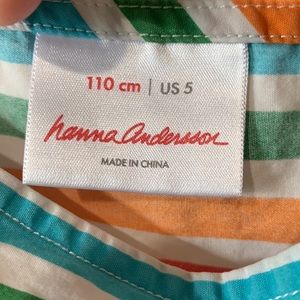 110 cm | US 5
hanna andersson
MADE IN CHINA